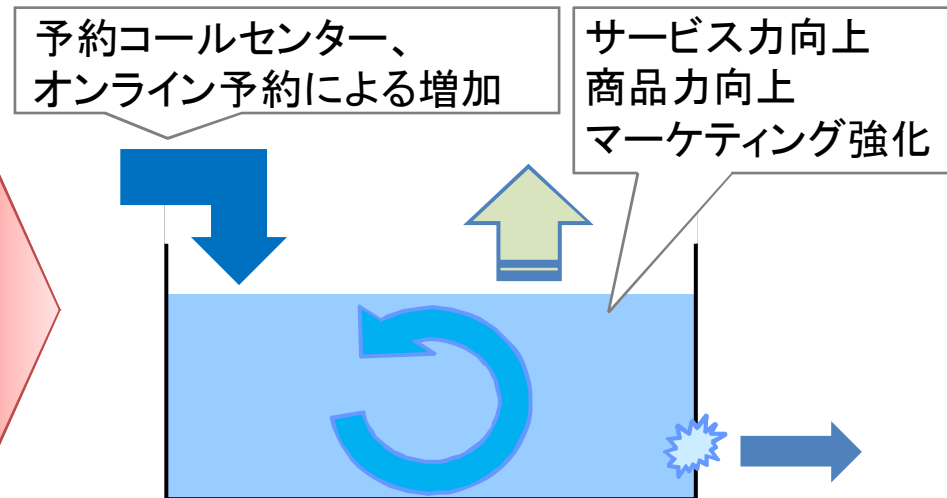 予約コールセンター、
オンライン予約による増加
サービス力向上
商品力向上
マーケティング強化